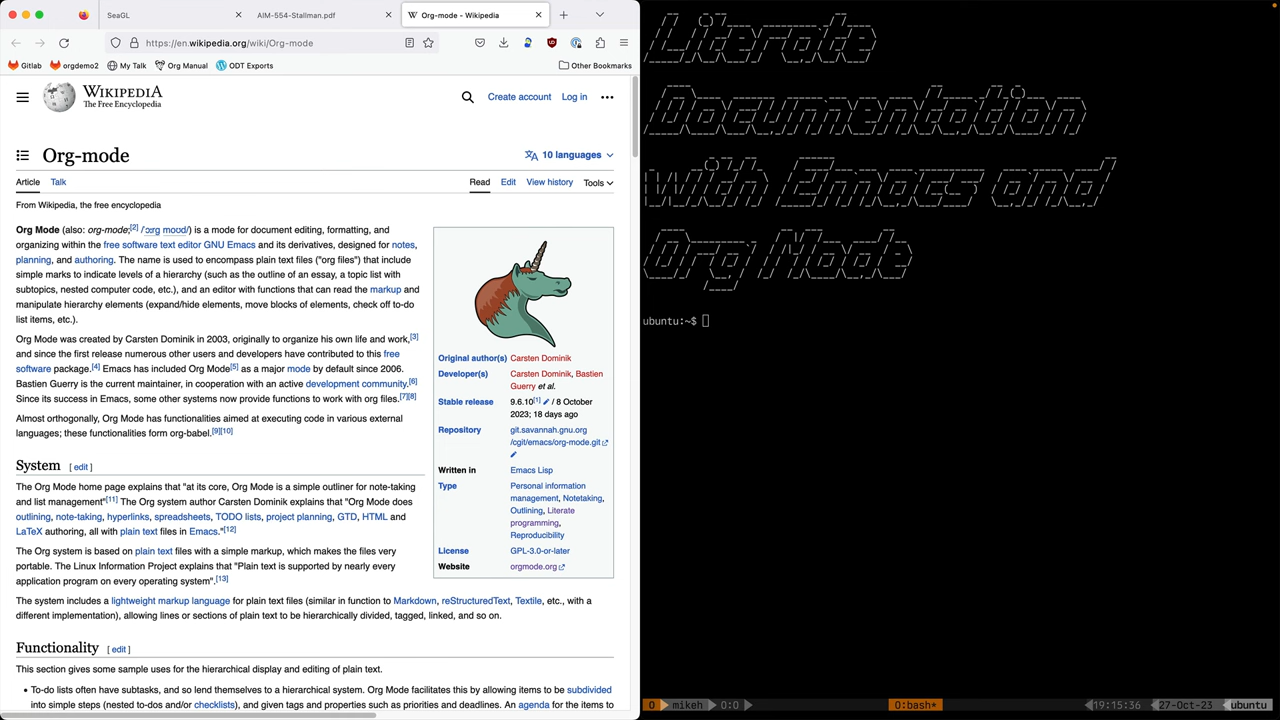 SeaGL
AIM-554-Stallman.pdf
Org-mode - Wikipedia
https://en.wikipedia.org/wiki/Org-mode
Gitlab
orgdemo2
My Talk
Org Manual
ODT Exports
Other Bookmarks
WIKIPEDIA
The Free Encyclopedia
Create account
Log in
Org-mode
10 languages
Article
Talk
Read
Edit
View history
Tools
From Wikipedia, the free encyclopedia
Org Mode (also: org-mode;[2] /ˈɔːrɡ moʊd/) is a mode for document editing, formatting, and
organizing within the free software text editor GNU Emacs and its derivatives, designed for notes,
planning, and authoring. The name is used to encompass plain text files ("org files") that include
simple marks to indicate levels of a hierarchy (such as the outline of an essay, a topic list with
subtopics, nested computer code, etc.), and an editor with functions that can read the markup and
manipulate hierarchy elements (expand/hide elements, move blocks of elements, check off to-do
list items, etc.).
Org Mode was created by Carsten Dominik in 2003, originally to organize his own life and work,[3]
and since the first release numerous other users and developers have contributed to this free
software package.[4] Emacs has included Org Mode[5] as a major mode by default since 2006.
Bastien Guerry is the current maintainer, in cooperation with an active development community.[6]
Since its success in Emacs, some other systems now provide functions to work with org files.[7][8]
Almost orthogonally, Org Mode has functionalities aimed at executing code in various external
languages; these functionalities form org-babel.[9][10]
Original author(s) Carsten Dominik
Developer(s) Carsten Dominik, Bastien
Guerry et al.
Stable release 9.6.10[1] / 8 October
2023; 18 days ago
Repository git.savannah.gnu.org
/cgit/emacs/org-mode.git
Written in Emacs Lisp
Type Personal information
management, Notetaking,
Outlining, Literate
programming,
Reproducibility
License GPL-3.0-or-later
Website orgmode.org
System [ edit ]
The Org Mode home page explains that "at its core, Org Mode is a simple outliner for note-taking
and list management"[11] The Org system author Carsten Dominik explains that "Org Mode does
outlining, note-taking, hyperlinks, spreadsheets, TODO lists, project planning, GTD, HTML and
LaTeX authoring, all with plain text files in Emacs."[12]
The Org system is based on plain text files with a simple markup, which makes the files very
portable. The Linux Information Project explains that "Plain text is supported by nearly every
application program on every operating system".[13]
The system includes a lightweight markup language for plain text files (similar in function to Markdown, reStructuredText, Textile, etc., with a
different implementation), allowing lines or sections of plain text to be hierarchically divided, tagged, linked, and so on.
Functionality [ edit ]
This section gives some sample uses for the hierarchical display and editing of plain text.
• To-do lists often have subtasks, and so lend themselves to a hierarchical system. Org Mode facilitates this by allowing items to be subdivided
into simple steps (nested to-dos and/or checklists), and given tags and properties such as priorities and deadlines. An agenda for the items to
Literate
Documentation
with Emacs and
Org Mode
ubuntu:~$
0 mikeh 0:0 0:bash* 19:15:36 27-Oct-23 ubuntu